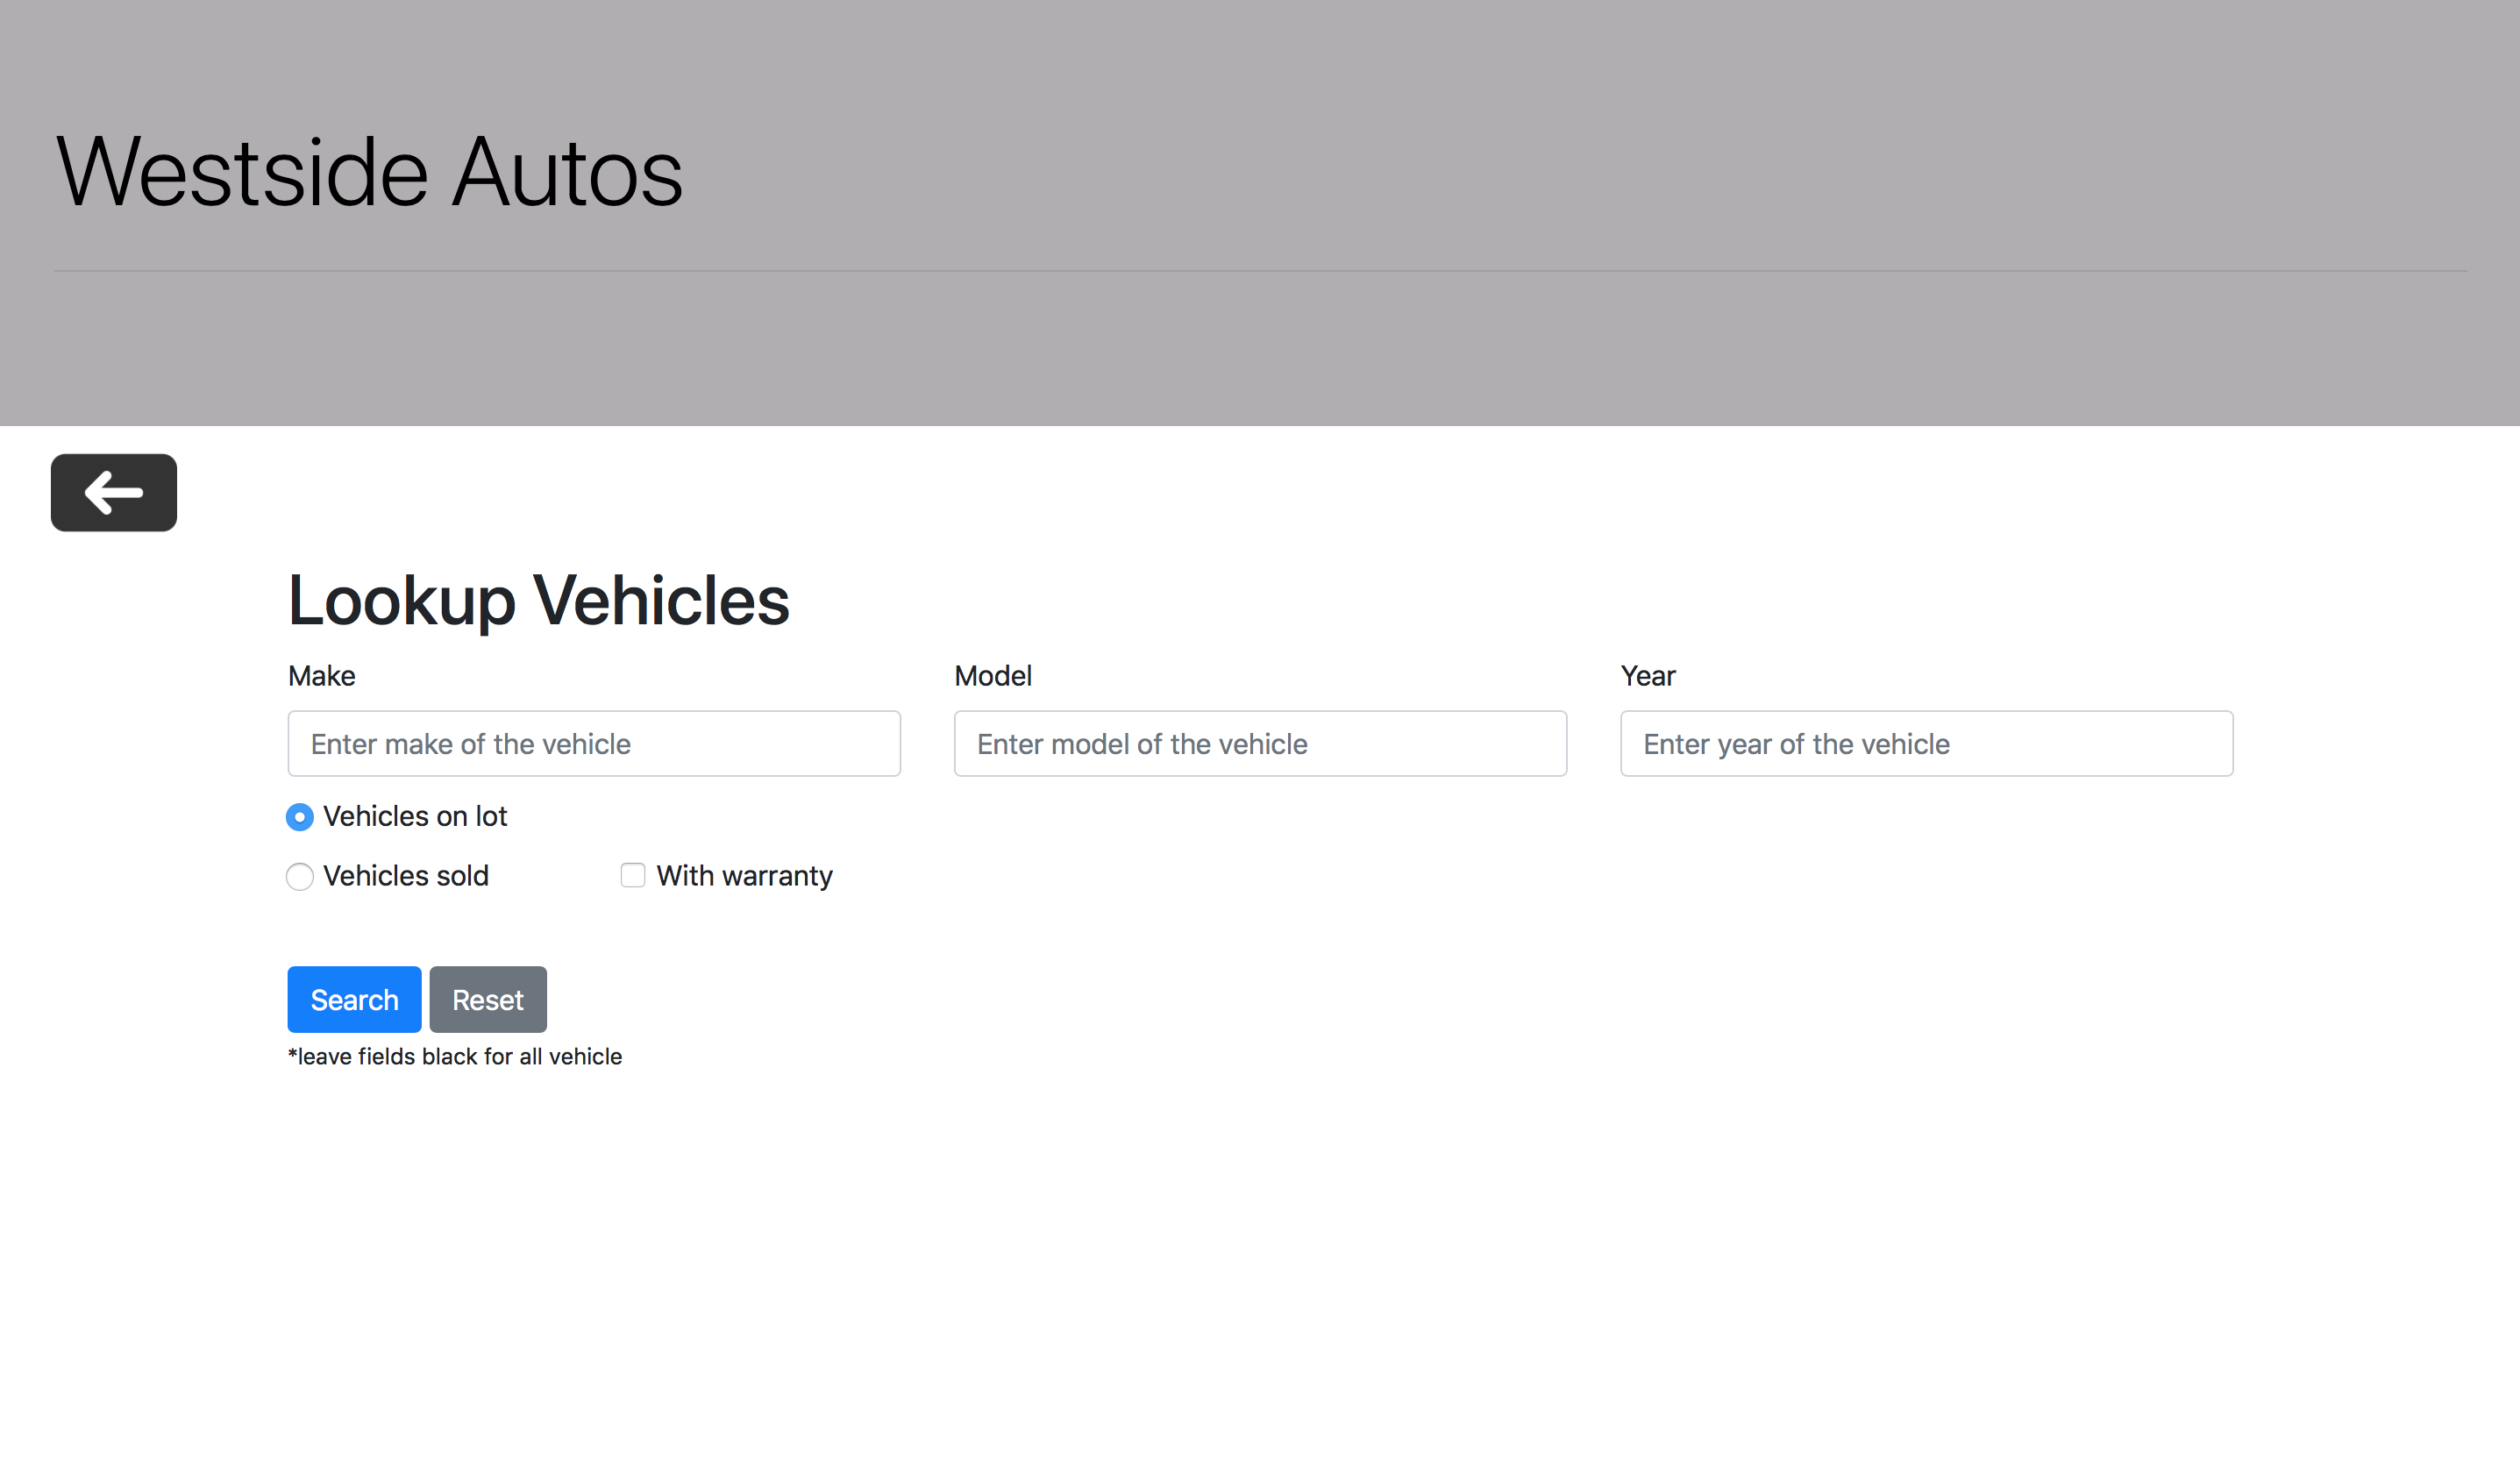 Westside Autos
Lookup Vehicles
Make Model Year
Enter make of the vehicle Enter model of the vehicle Enter year of the vehicle
Vehicles on lot
Vehicles sold With warranty
Search Reset
*leave fields black for all vehicle